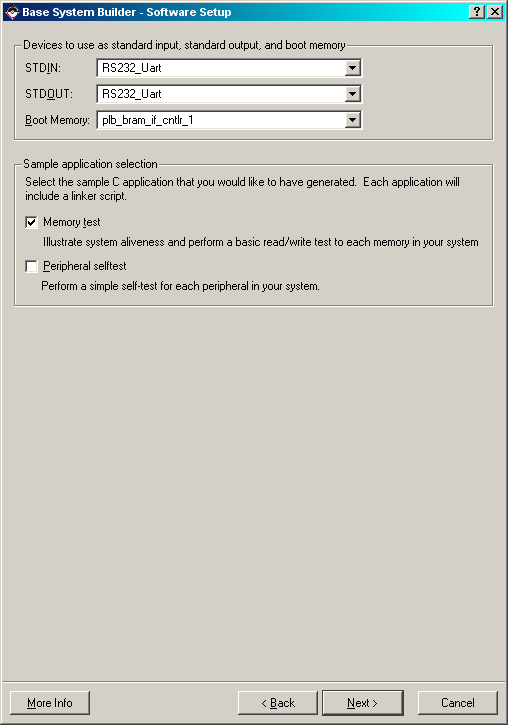 Base System Builder - Software Setup
Devices to use as standard input, standard output, and boot memory
STDIN: RS232_Uart
STDOUT: RS232_Uart
Boot Memory: plb_bram_if_cntlr_1
Sample application selection
Select the sample C application that you would like to have generated. Each application will
include a linker script.
Memory test
Illustrate system aliveness and perform a basic read/write test to each memory in your system
Peripheral selftest
Perform a simple self-test for each peripheral in your system.
More Info < Back Next > Cancel